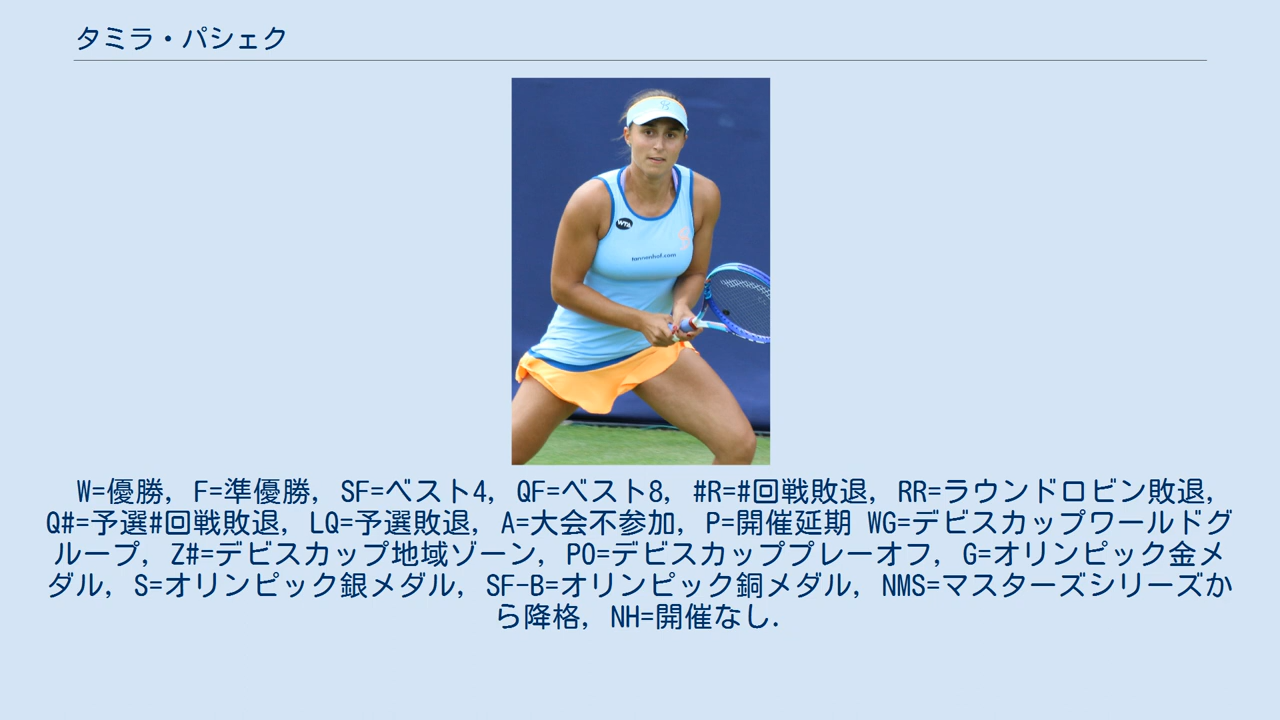 タミラ・パシェク
WTA
tennishof.com
W=優勝, F=準優勝, SF=ベスト4, QF=ベスト8, #R=#回戦敗退, RR=ラウンドロビン敗退,
Q#=予選#回戦敗退, LQ=予選敗退, A=大会不参加, P=開催延期 WG=デビスカップワールドグ
ループ, Z#=デビスカップ地域ゾーン, PO=デビスカッププレーオフ, G=オリンピック金メ
ダル, S=オリンピック銀メダル, SF-B=オリンピック銅メダル, NMS=マスターズシリーズか
ら降格, NH=開催なし.